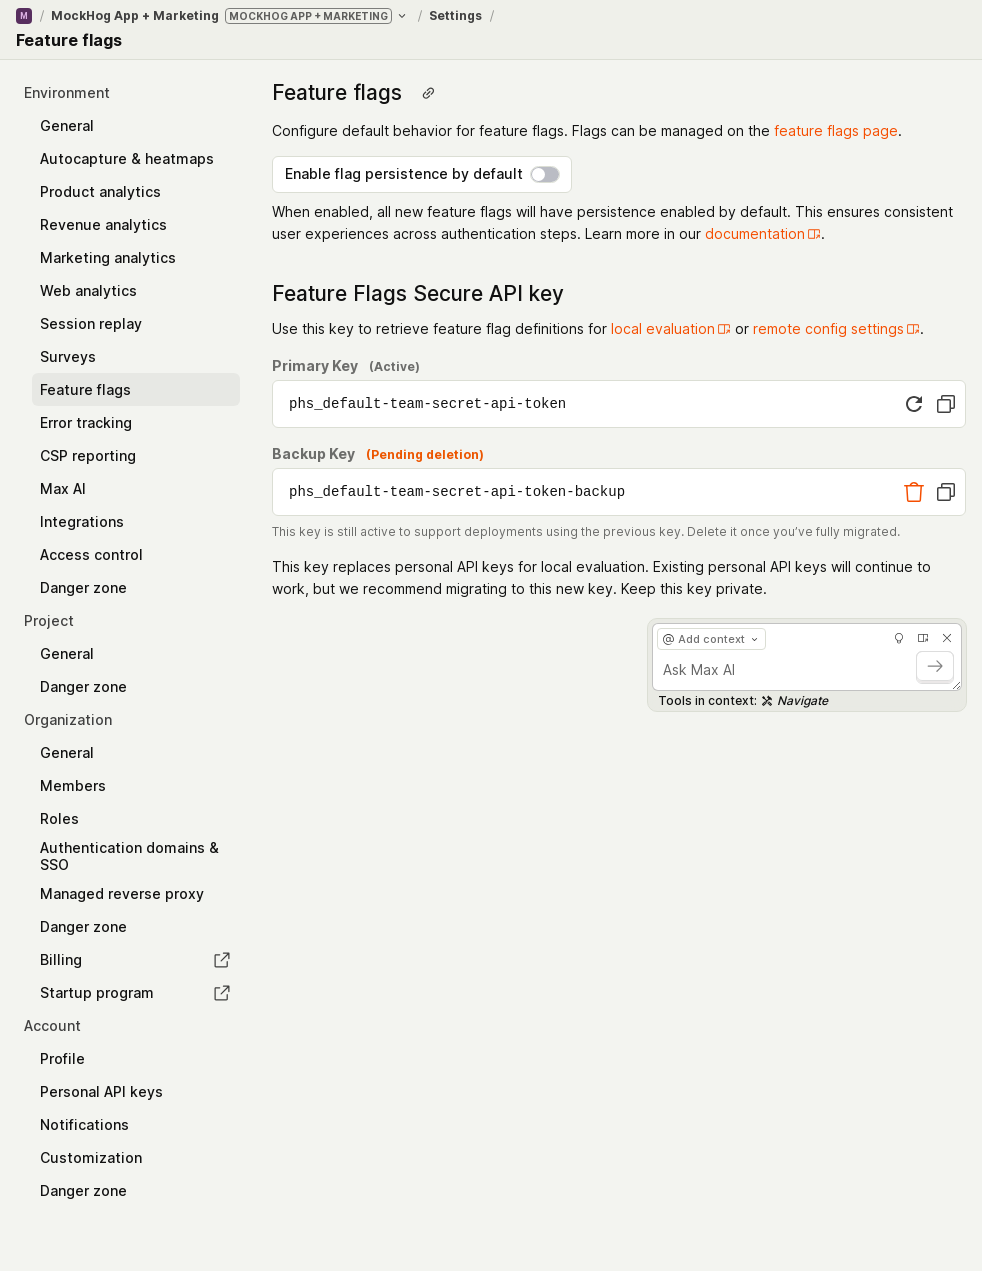 M / MockHog App + Marketing MOCKHOG APP + MARKETING / Settings /
Feature flags
Environment
General
Autocapture & heatmaps
Product analytics
Revenue analytics
Marketing analytics
Web analytics
Session replay
Surveys
Feature flags
Error tracking
CSP reporting
Max AI
Integrations
Access control
Danger zone
Project
General
Danger zone
Organization
General
Members
Roles
Authentication domains &
SSO
Managed reverse proxy
Danger zone
Billing
Startup program
Account
Profile
Personal API keys
Notifications
Customization
Danger zone
Feature flags
Configure default behavior for feature flags. Flags can be managed on the feature flags page.
Enable flag persistence by default
When enabled, all new feature flags will have persistence enabled by default. This ensures consistent
user experiences across authentication steps. Learn more in our documentation.
Feature Flags Secure API key
Use this key to retrieve feature flag definitions for local evaluation or remote config settings.
Primary Key (Active)
phs_default-team-secret-api-token
Backup Key (Pending deletion)
phs_default-team-secret-api-token-backup
This key is still active to support deployments using the previous key. Delete it once you’ve fully migrated.
This key replaces personal API keys for local evaluation. Existing personal API keys will continue to
work, but we recommend migrating to this new key. Keep this key private.
@ Add context
Ask Max AI
Tools in context: Navigate